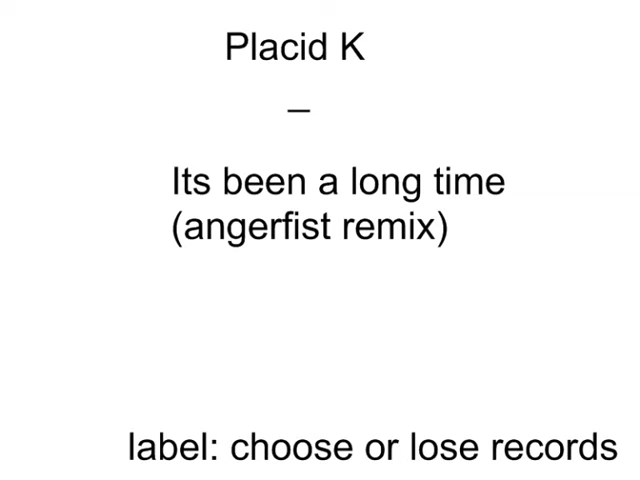 Placid K
–
Its been a long time
(angerfist remix)
label: choose or lose records